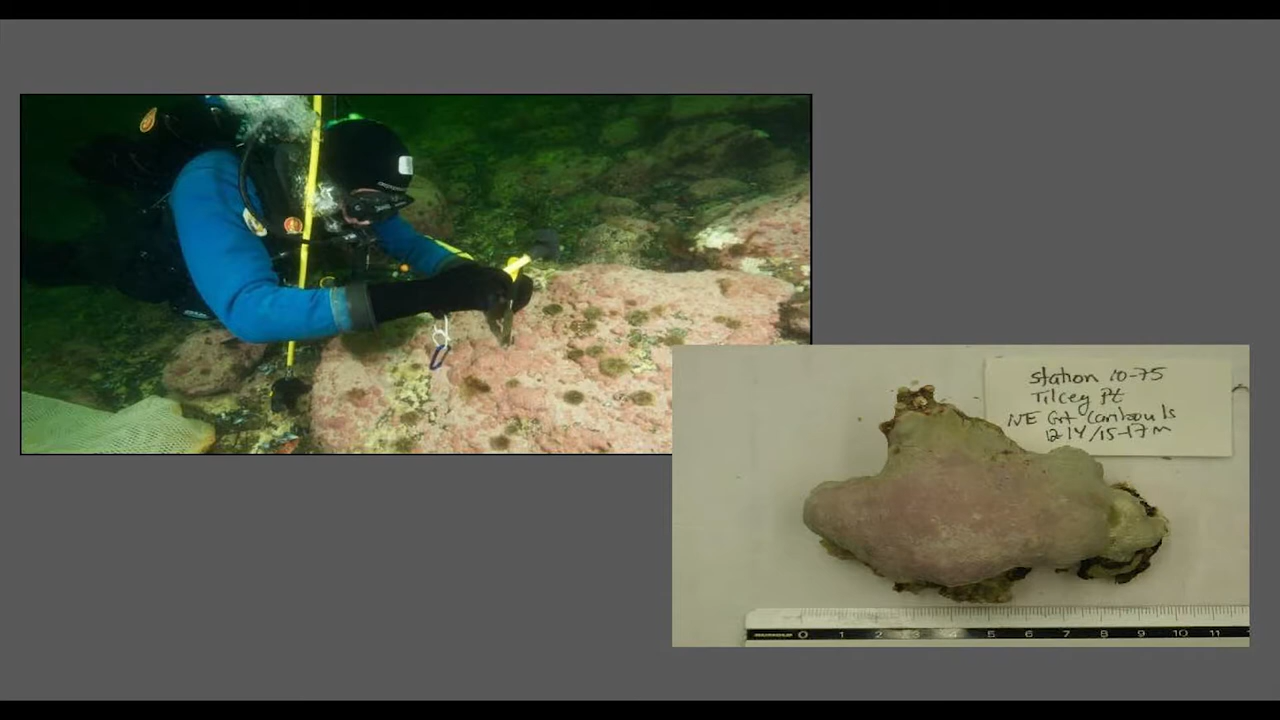 station 10-75
Tilcey Pt
NE Grt Caribou Is
12 14/15-17m
0 1 2 3 4 5 6 7 8 9 10 11